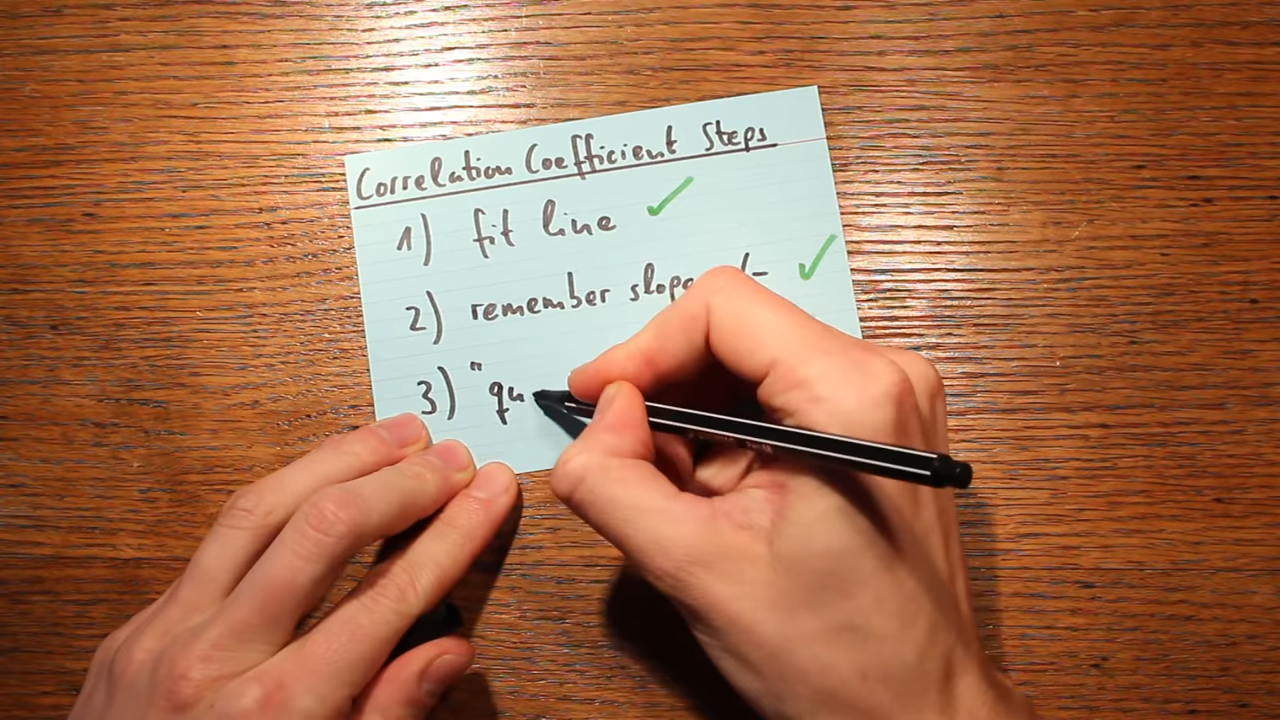 Correlation Coefficient Steps
1) fit line
2) remember slope /-
3) "qu